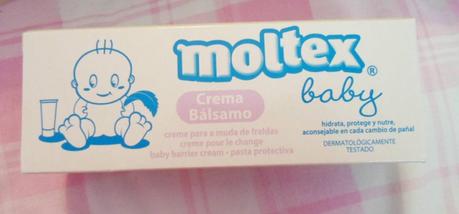 moltex®
baby
Crema
Bálsamo
creme para a muda de fraldas
creme pour le change
baby barrier cream - pasta protectiva
hidrata, protege y nutre,
aconsejable en cada cambio de pañal
DERMATOLÓGICAMENTE
TESTADO